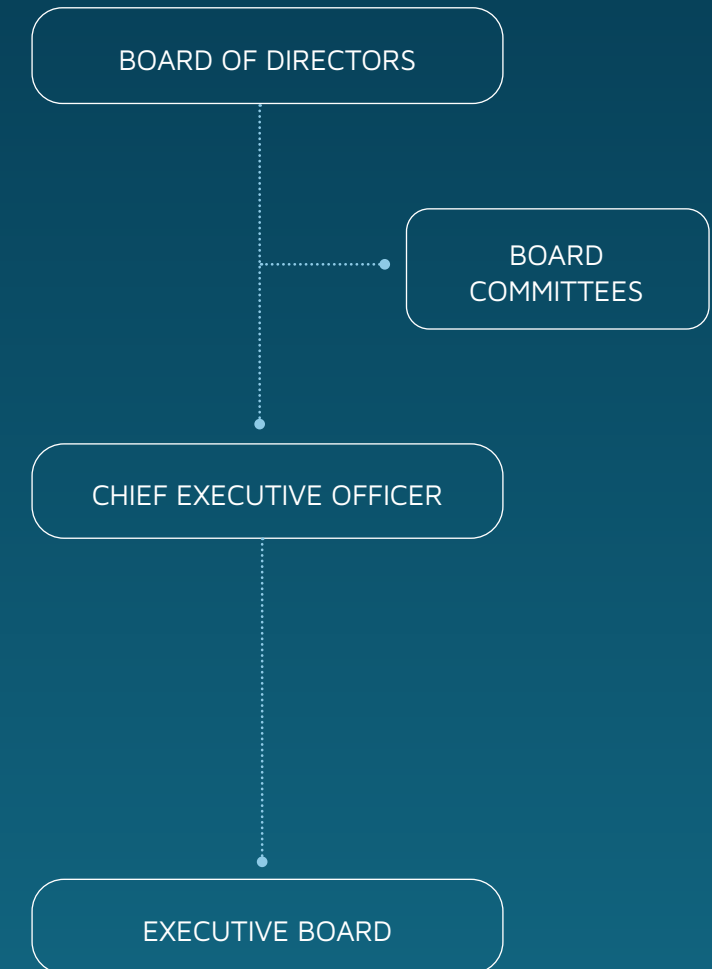 BOARD OF DIRECTORS
BOARD
COMMITTEES
CHIEF EXECUTIVE OFFICER
EXECUTIVE BOARD